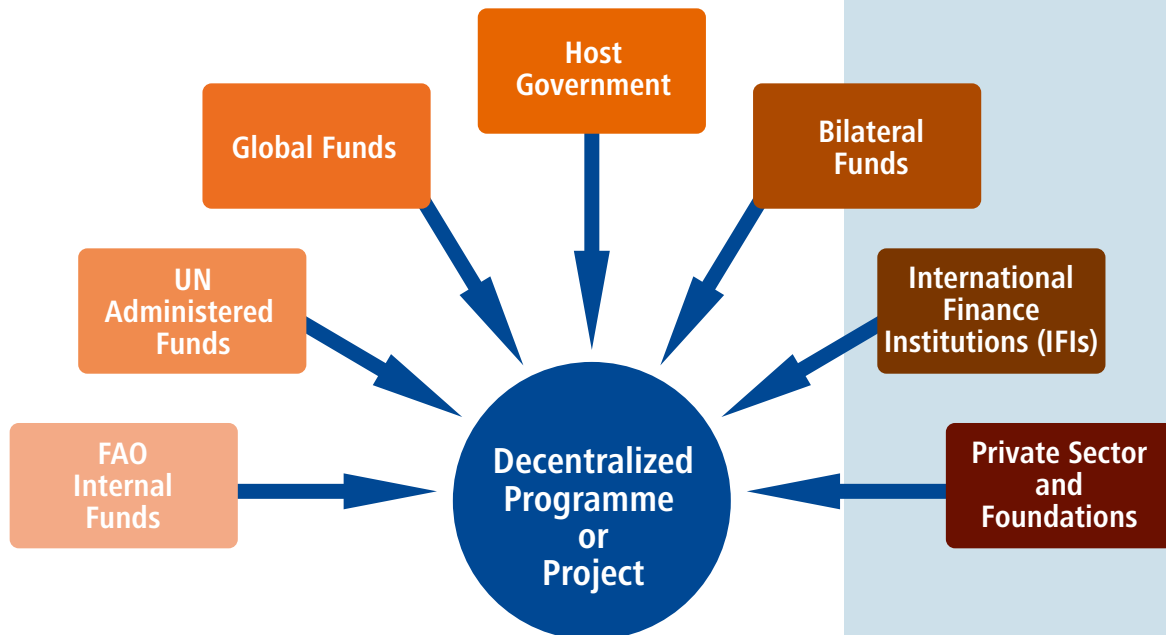 Host
Government
Global Funds
Bilateral
Funds
UN
Administered
Funds
International
Finance
Institutions (IFIs)
FAO
Internal
Funds
Decentralized
Programme
or
Project
Private Sector
and
Foundations